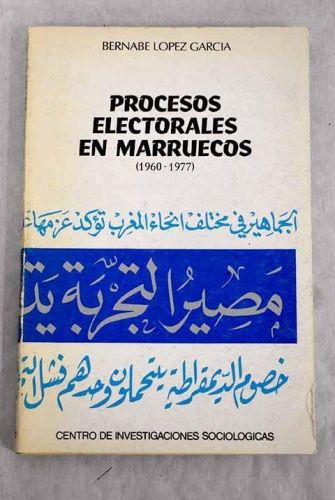 BERNABE LOPEZ GARCIA
PROCESOS
ELECTORALES
EN MARRUECOS
(1960-1977)
الجماهير في مختلف انحاء المغرب تؤكد عزمها
مصير التجربة يتـ
خصوم الديمقراطية يتحملون وحدهم فشل
CENTRO DE INVESTIGACIONES SOCIOLOGICAS